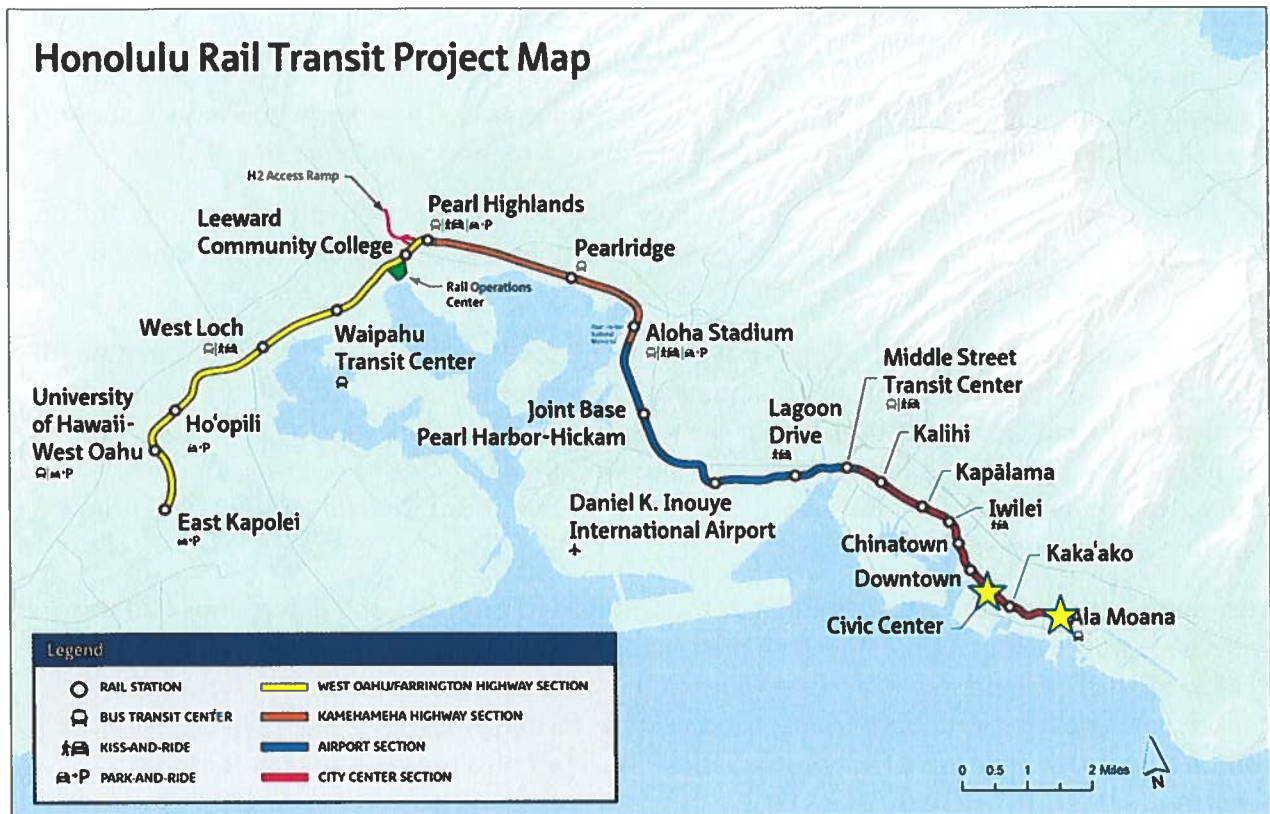 Honolulu Rail Transit Project Map
H2 Access Ramp
Pearl Highlands
P
Leeward
Community College
Pearlridge
Rail Operations
Center
West Loch
Waipahu
Transit Center
Aloha Stadium
P
Middle Street
Transit Center
University
of Hawaii-
West Oahu
P
Hoʻopili
P
Joint Base
Pearl Harbor-Hickam
Lagoon
Drive
Kalihi
Kapālama
East Kapolei
P
Daniel K. Inouye
International Airport
Iwilei
Chinatown
Kakaʻako
Downtown
Civic Center
Ala Moana
Legend
RAIL STATION
BUS TRANSIT CENTER
KISS-AND-RIDE
P PARK-AND-RIDE
WEST OAHU/FARRINGTON HIGHWAY SECTION
KAMEHAMEHA HIGHWAY SECTION
AIRPORT SECTION
CITY CENTER SECTION
0 0.5 1 2 Miles
N